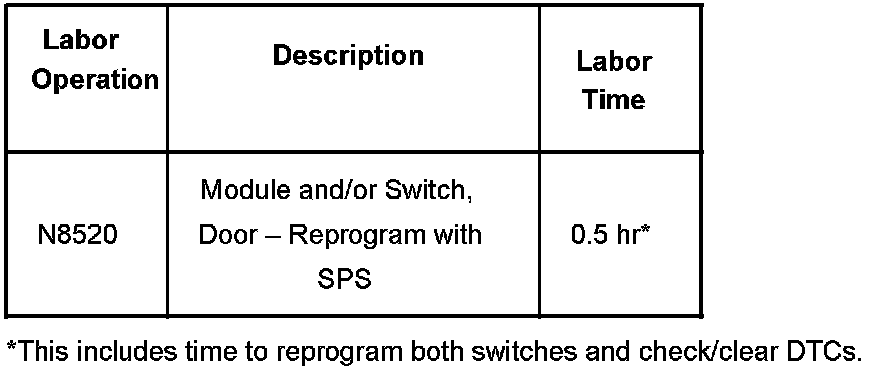 Labor
Operation
Description
Labor
Time
N8520
Module and/or Switch,
Door – Reprogram with
SPS
0.5 hr*
*This includes time to reprogram both switches and check/clear DTCs.